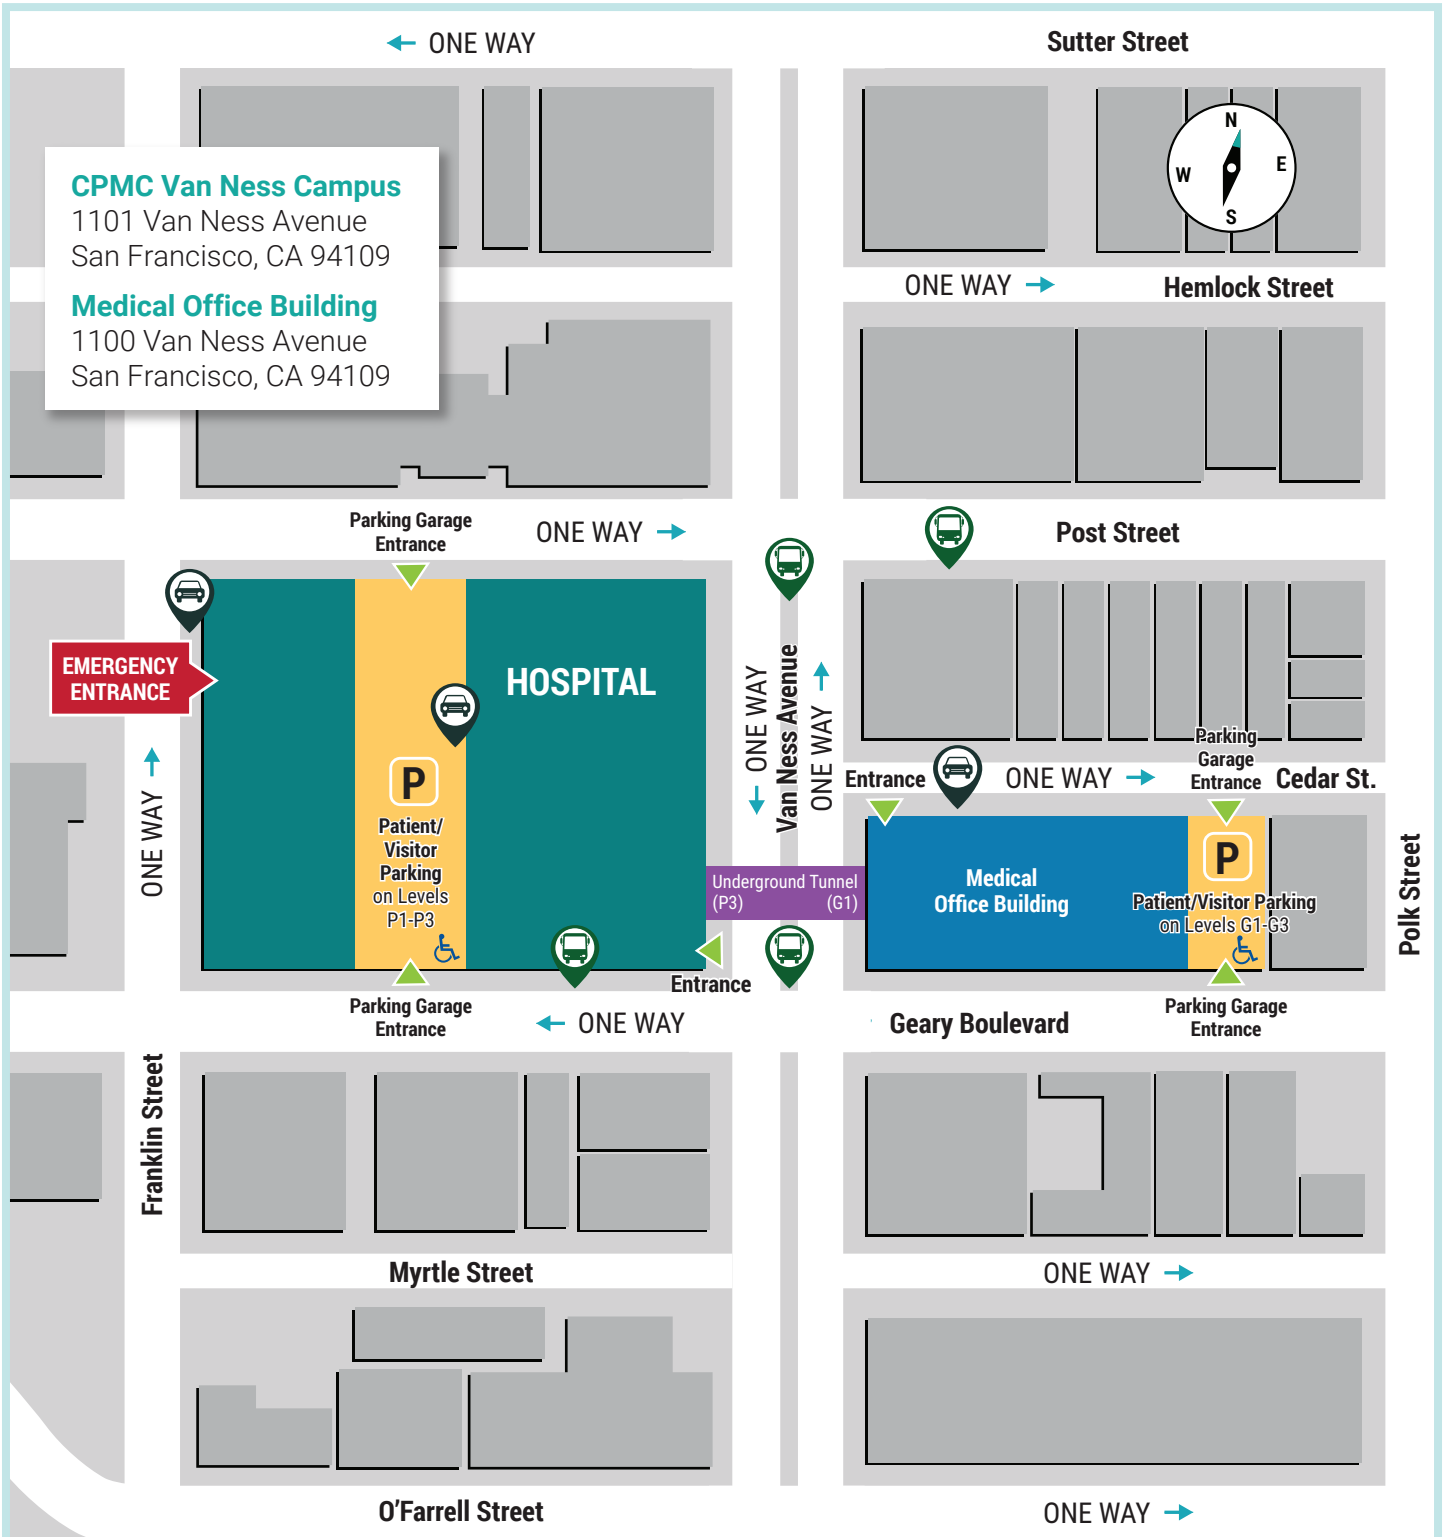 ONE WAY
Sutter Street
N
W
E
S
CPMC Van Ness Campus
1101 Van Ness Avenue
San Francisco, CA 94109
Medical Office Building
1100 Van Ness Avenue
San Francisco, CA 94109
ONE WAY
Hemlock Street
Parking Garage
Entrance
ONE WAY
Post Street
EMERGENCY
ENTRANCE
HOSPITAL
ONE WAY
Van Ness Avenue
ONE WAY
ONE WAY
P
Patient/
Visitor
Parking
on Levels
P1-P3
Entrance
ONE WAY
Parking
Garage
Entrance
Cedar St.
Underground Tunnel
(P3) (G1)
Medical
Office Building
P
Patient/Visitor Parking
on Levels G1-G3
Polk Street
Entrance
Parking Garage
Entrance
ONE WAY
Geary Boulevard
Parking Garage
Entrance
Franklin Street
Myrtle Street
ONE WAY
O'Farrell Street
ONE WAY